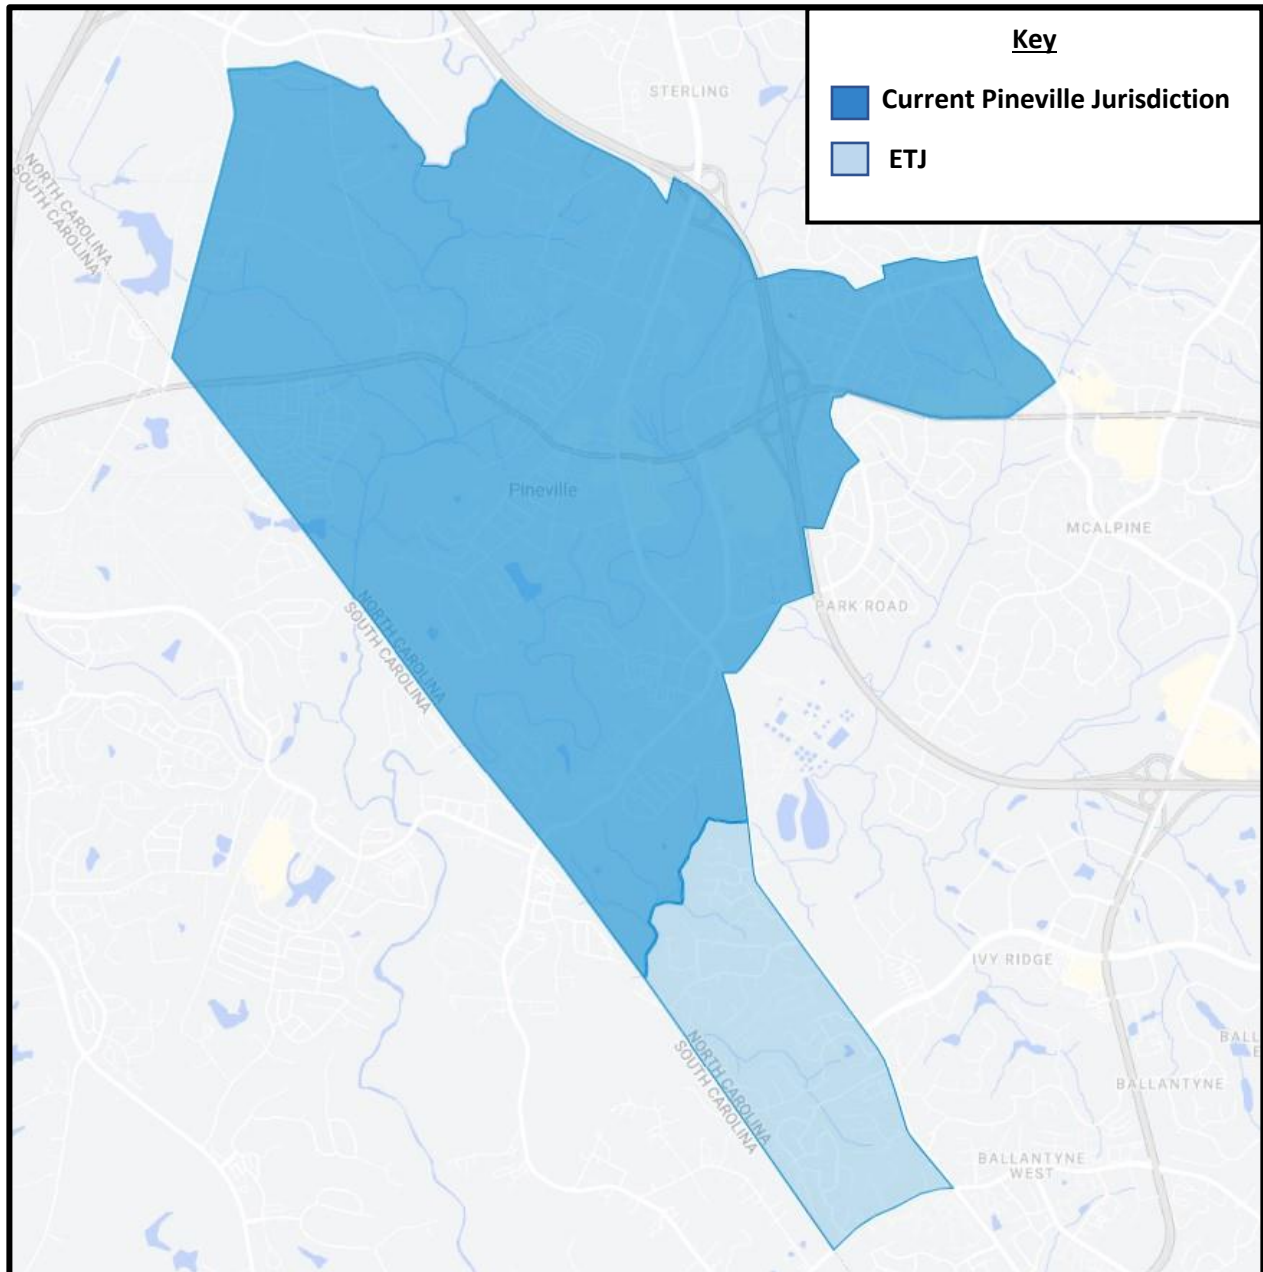 Key
Current Pineville Jurisdiction
ETJ
STERLING
NORTH CAROLINA
SOUTH CAROLINA
Pineville
MCALPINE
NORTH CAROLINA
SOUTH CAROLINA
PARK ROAD
IVY RIDGE
NORTH CAROLINA
SOUTH CAROLINA
BALL
E
BALLANTYNE
BALLANTYNE
WEST